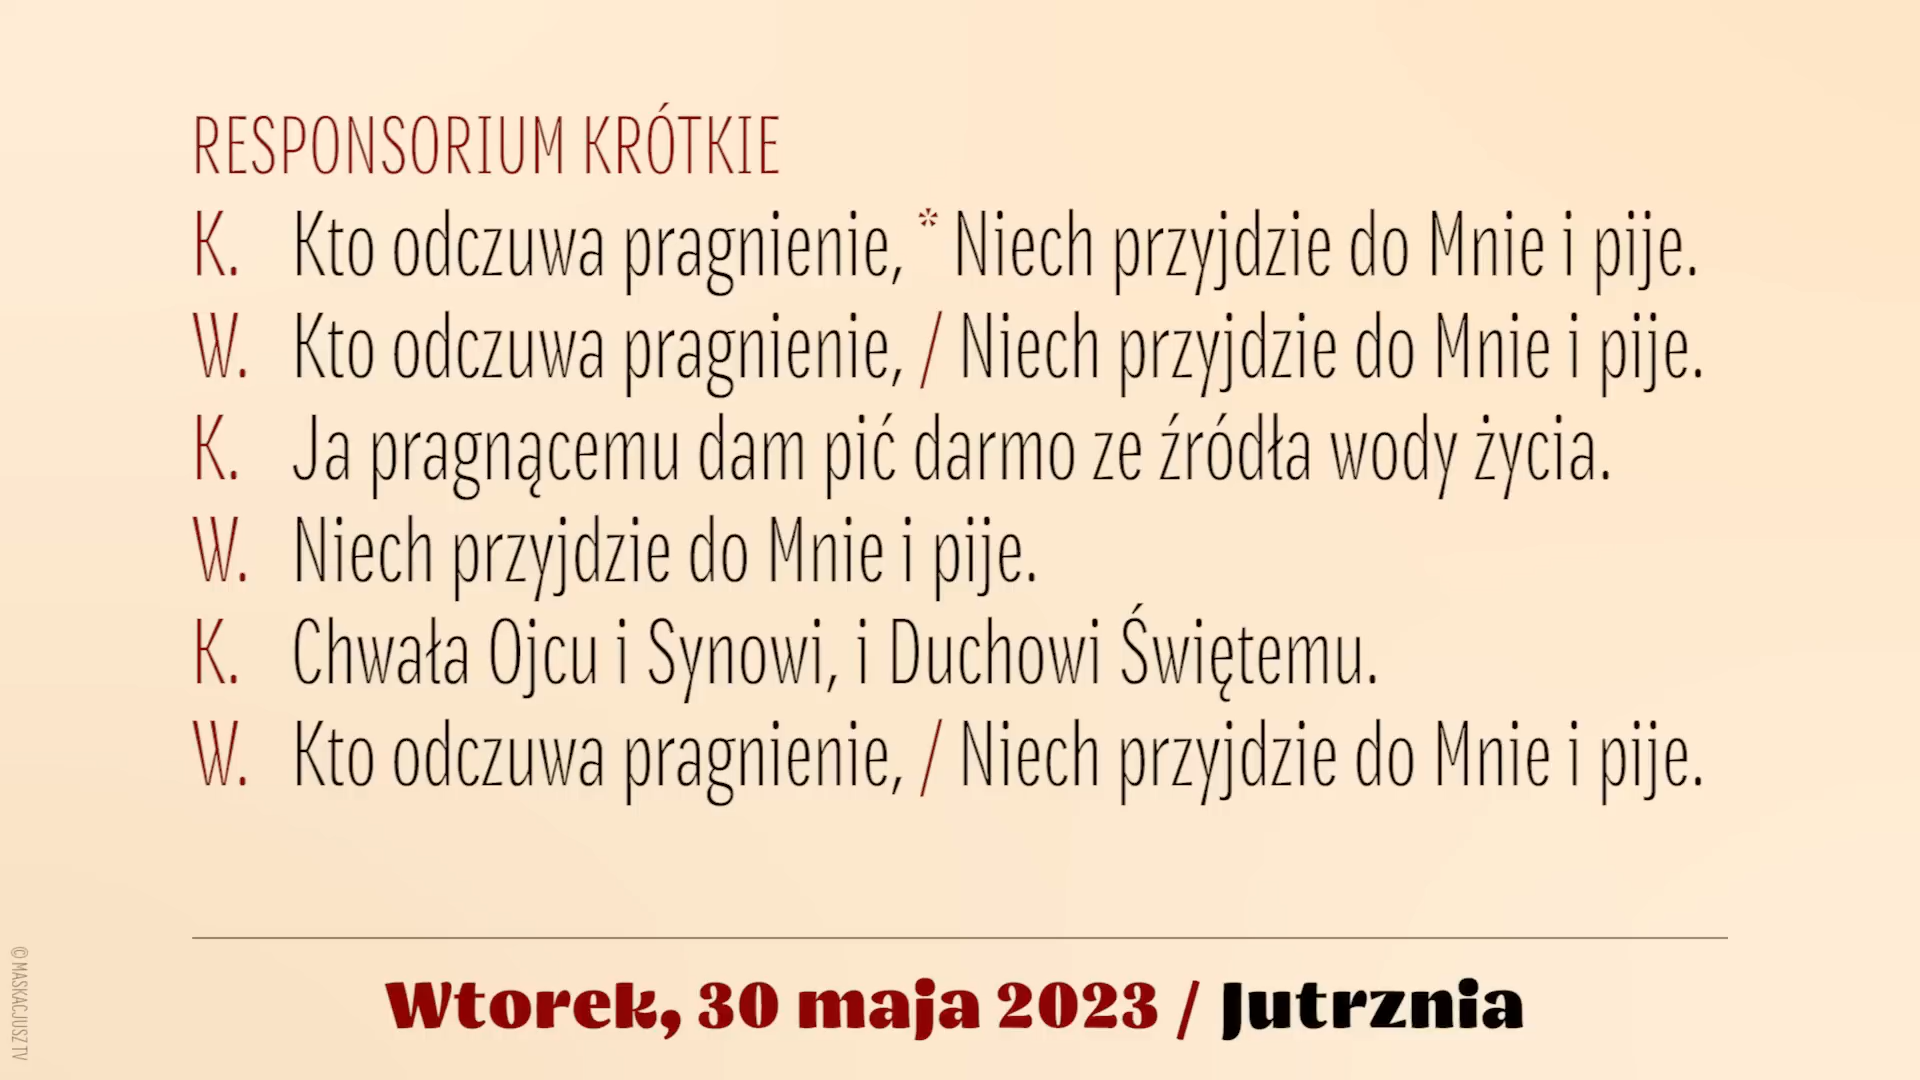 RESPONSORIUM KRÓTKIE
K. Kto odczuwa pragnienie, * Niech przyjdzie do Mnie i pije.
W. Kto odczuwa pragnienie, / Niech przyjdzie do Mnie i pije.
K. Ja pragnącemu dam pić darmo ze źródła wody życia.
W. Niech przyjdzie do Mnie i pije.
K. Chwała Ojcu i Synowi, i Duchowi Świętemu.
W. Kto odczuwa pragnienie, / Niech przyjdzie do Mnie i pije.
Wtorek, 30 maja 2023 / Jutrznia
© MASKACJUSZ TV